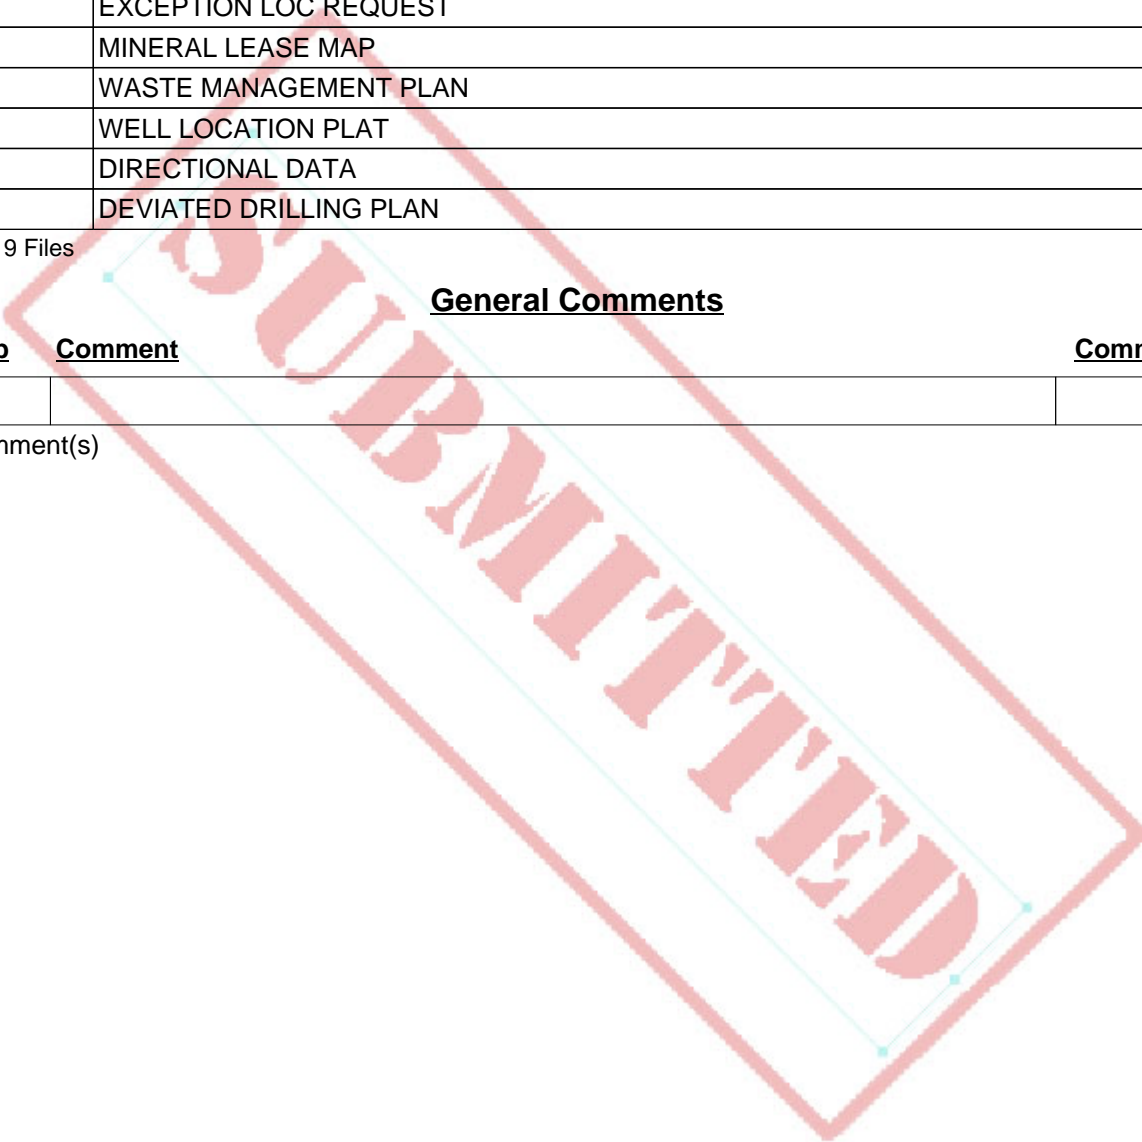 EXCEPTION LOC REQUEST
MINERAL LEASE MAP
WASTE MANAGEMENT PLAN
WELL LOCATION PLAT
DIRECTIONAL DATA
DEVIATED DRILLING PLAN
9 Files
General Comments
Comment
SUBMITTED